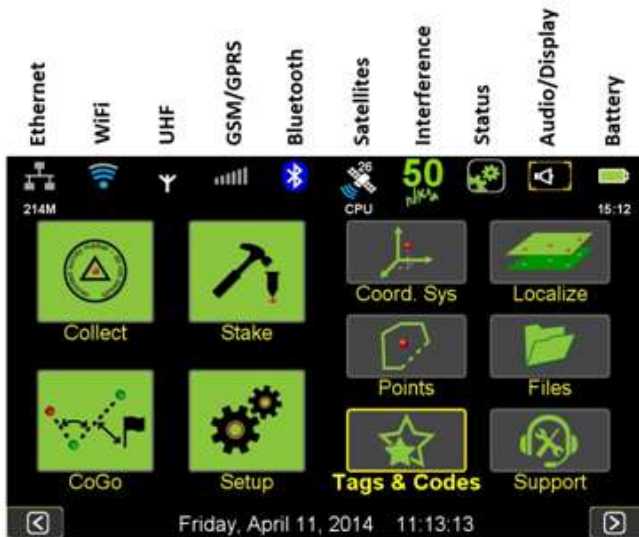 Ethernet
WiFi
UHF
GSM/GPRS
Bluetooth
Satellites
Interference
Status
Audio/Display
Battery
26
50
214M
CPU
15:12
Collect
Stake
Coord. Sys
Localize
Points
Files
CoGo
Setup
Tags & Codes
Support
Friday, April 11, 2014 11:13:13